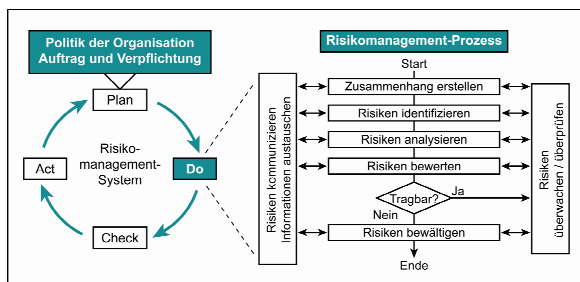 Politik der Organisation
Auftrag und Verpflichtung
Plan
Do
Check
Act
Risiko-
management-
System
Risikomanagement-Prozess
Start
Zusammenhang erstellen
Risiken identifizieren
Risiken analysieren
Risiken bewerten
Tragbar?
Ja
Nein
Risiken bewältigen
Ende
Risiken kommunizieren
Informationen austauschen
Risiken
überwachen / überprüfen